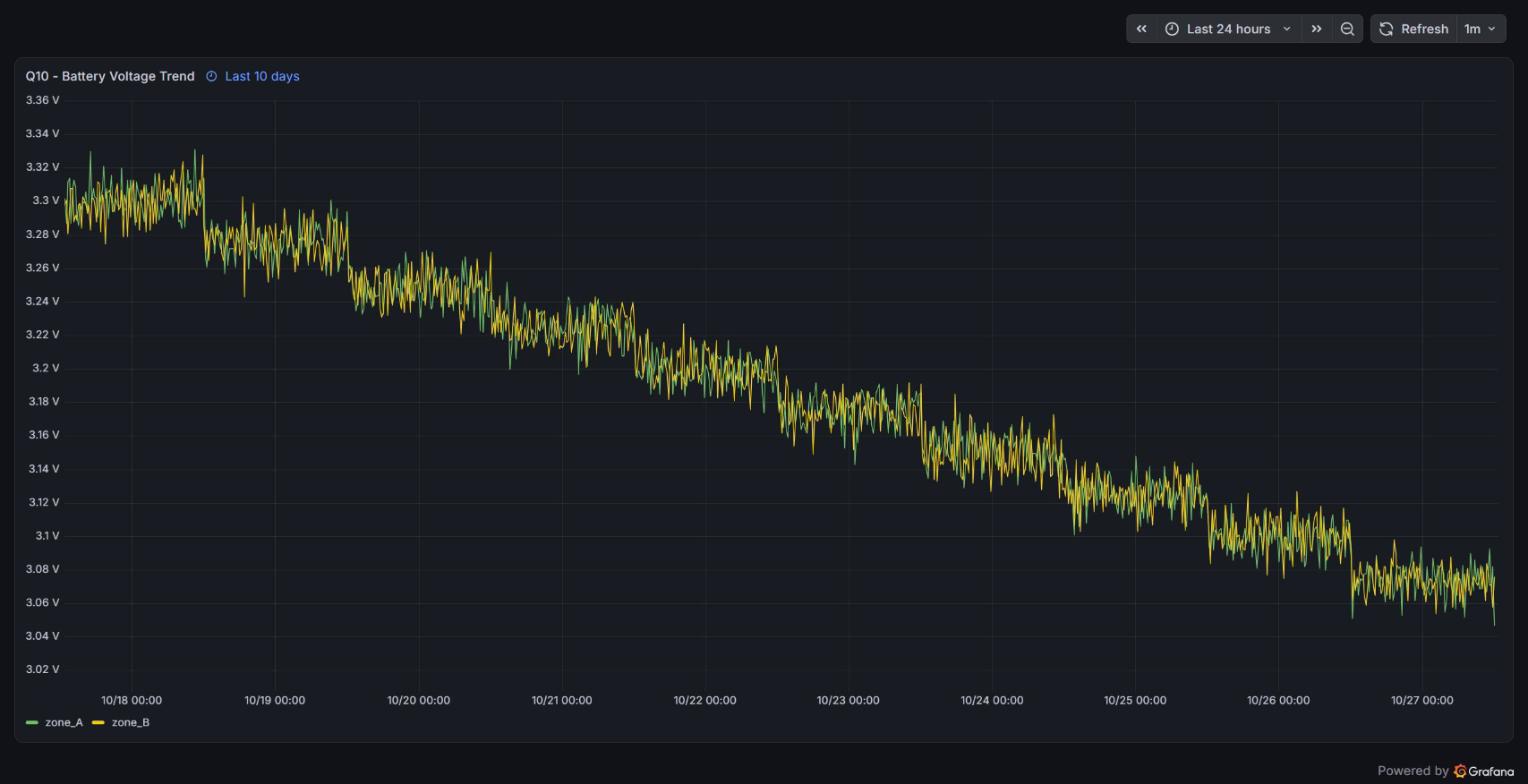 Last 24 hours Refresh 1m
Q10 - Battery Voltage Trend Last 10 days
3.36 V
3.34 V
3.32 V
3.3 V
3.28 V
3.26 V
3.24 V
3.22 V
3.2 V
3.18 V
3.16 V
3.14 V
3.12 V
3.1 V
3.08 V
3.06 V
3.04 V
3.02 V
10/18 00:00 10/19 00:00 10/20 00:00 10/21 00:00 10/22 00:00 10/23 00:00 10/24 00:00 10/25 00:00 10/26 00:00 10/27 00:00
zone_A zone_B
Powered by Grafana